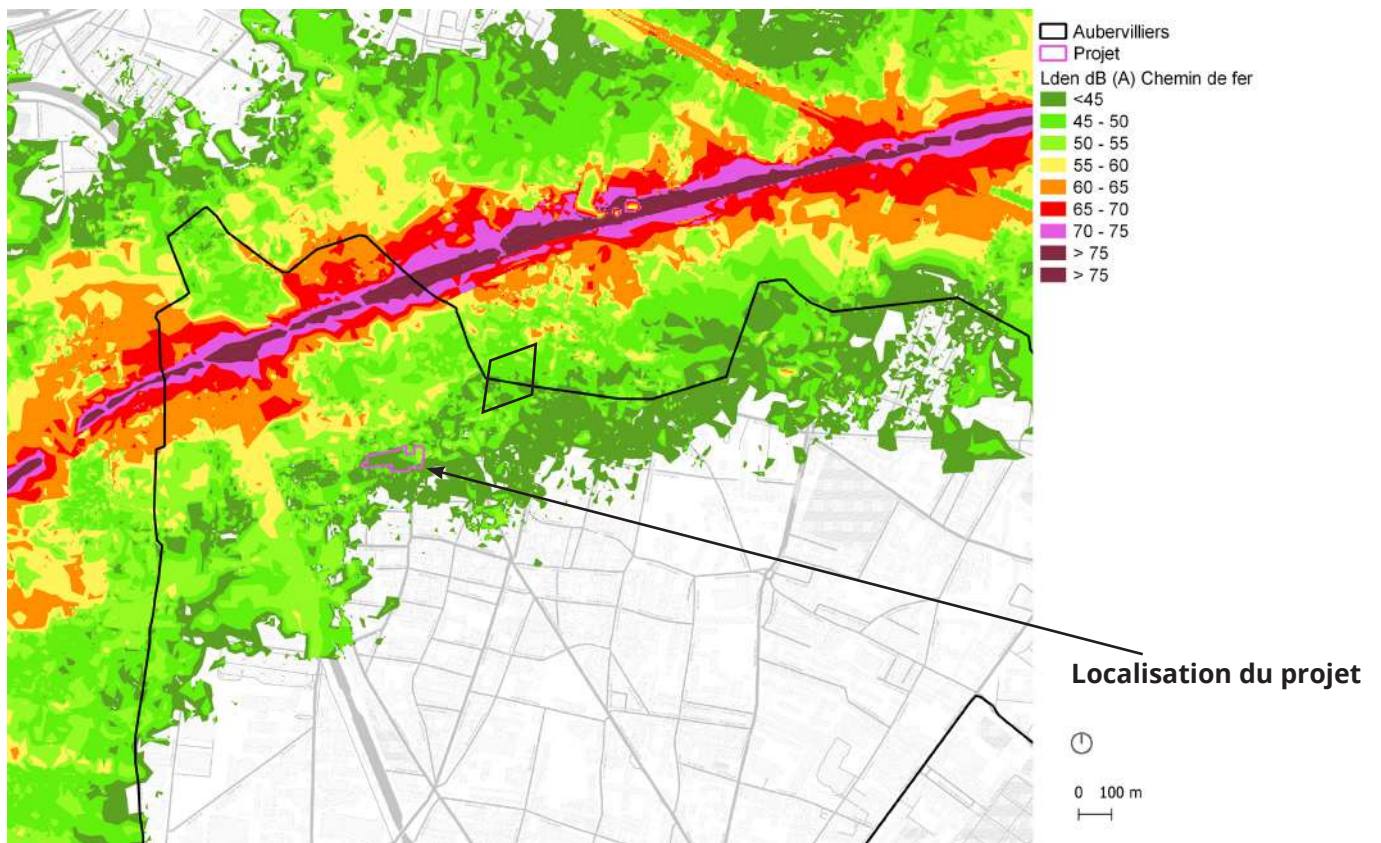 Aubervilliers
Projet
Lden dB (A) Chemin de fer
<45
45 - 50
50 - 55
55 - 60
60 - 65
65 - 70
70 - 75
> 75
> 75
Localisation du projet
0 100 m